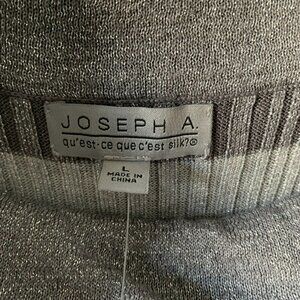 JOSEPH A.
qu'est-ce que c'est silk?®
L
MADE IN
CHINA